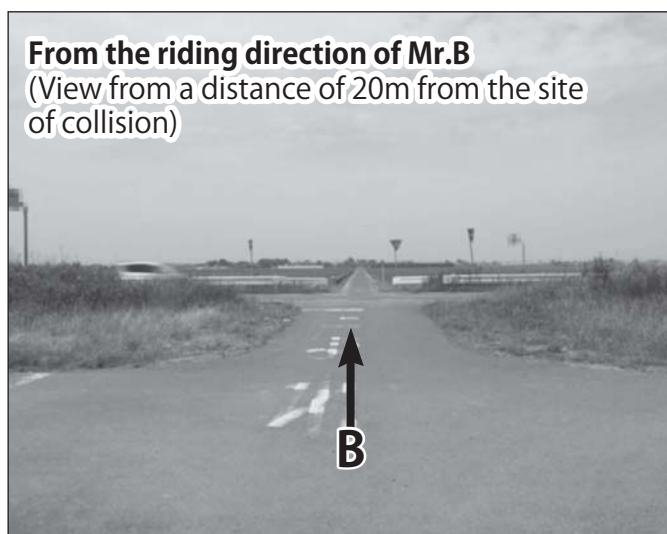 From the riding direction of Mr.B
(View from a distance of 20m from the site
of collision)
B